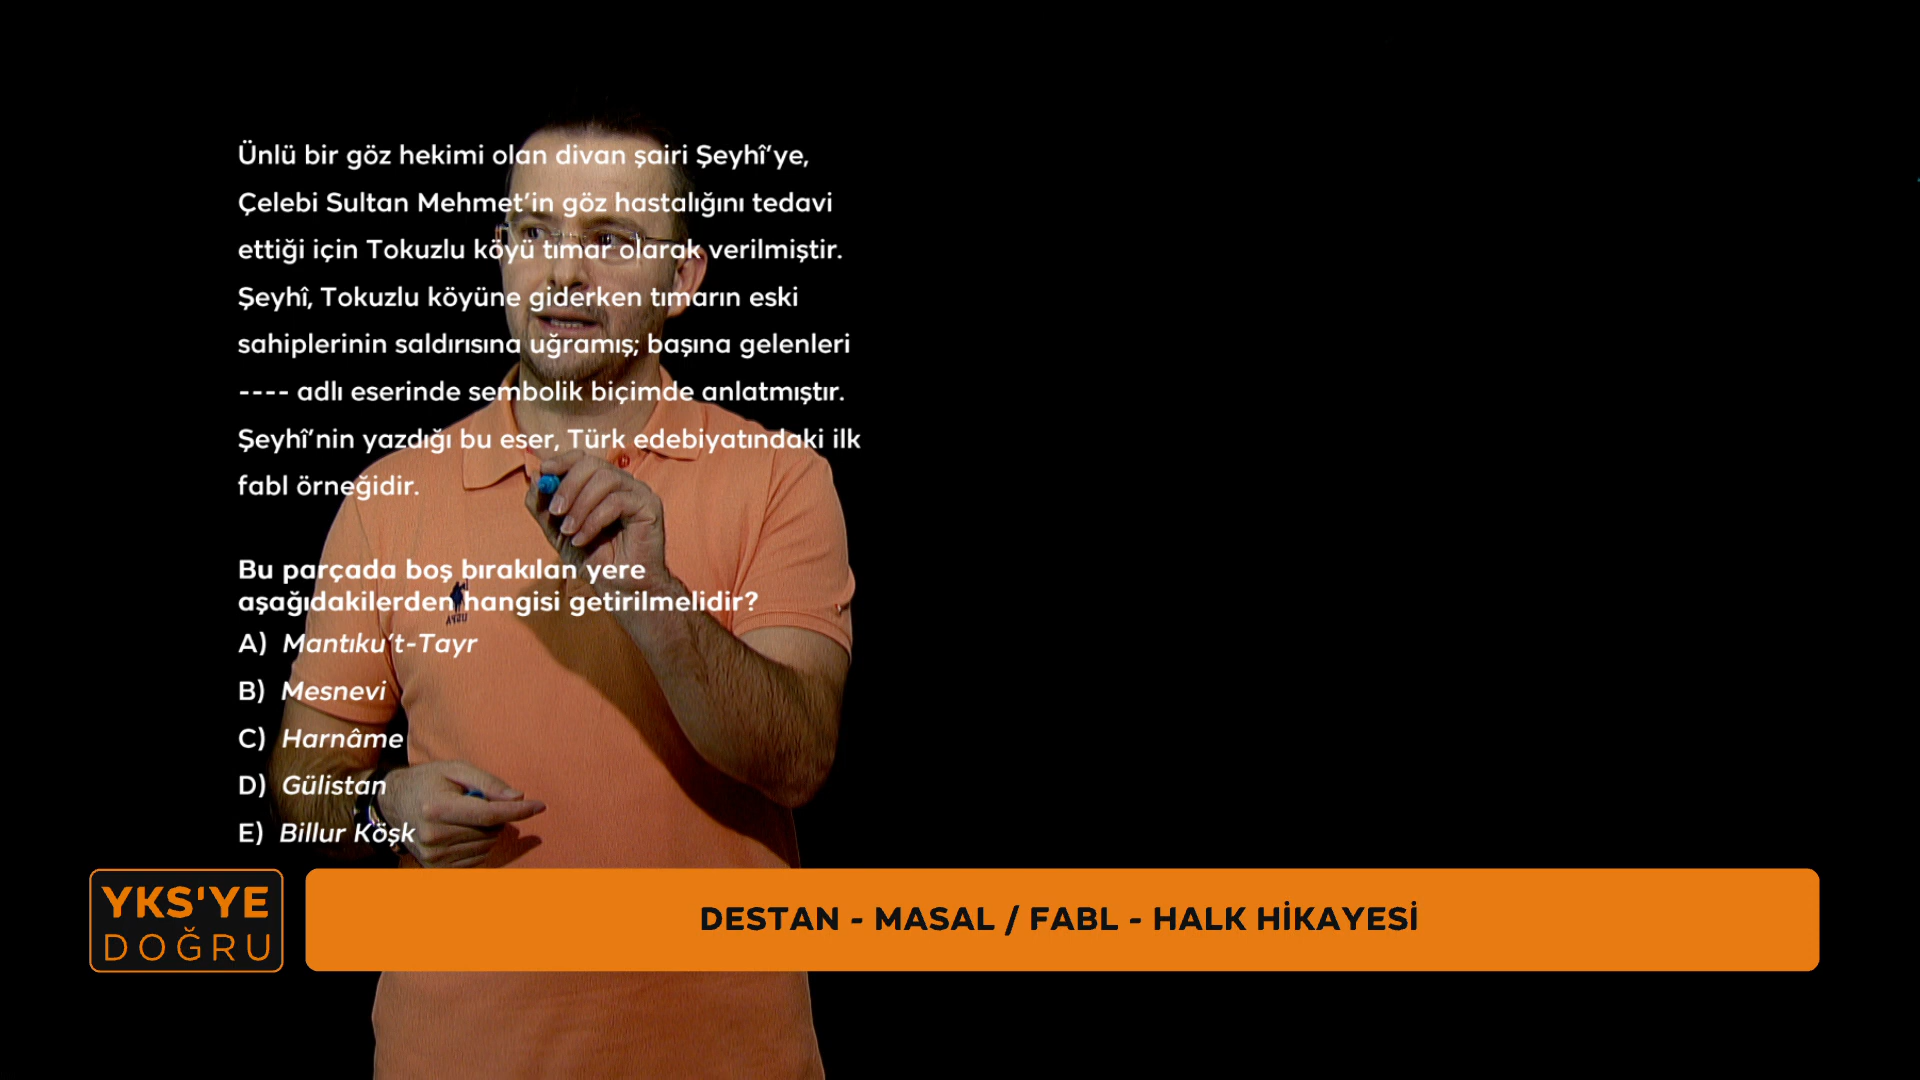 Ünlü bir göz hekimi olan divan şairi Şeyhî’ye,
Çelebi Sultan Mehmet’in göz hastalığını tedavi
ettiği için Tokuzlu köyü tımar olarak verilmiştir.
Şeyhî, Tokuzlu köyüne giderken tımarın eski
sahiplerinin saldırısına uğramış; başına gelenleri
---- adlı eserinde sembolik biçimde anlatmıştır.
Şeyhî’nin yazdığı bu eser, Türk edebiyatındaki ilk
fabl örneğidir.
Bu parçada boş bırakılan yere
aşağıdakilerden hangisi getirilmelidir?
A) Mantıku’t-Tayr
B) Mesnevi
C) Harnâme
D) Gülistan
E) Billur Köşk
YKS'YE
DOĞRU
DESTAN - MASAL / FABL - HALK HİKAYESİ